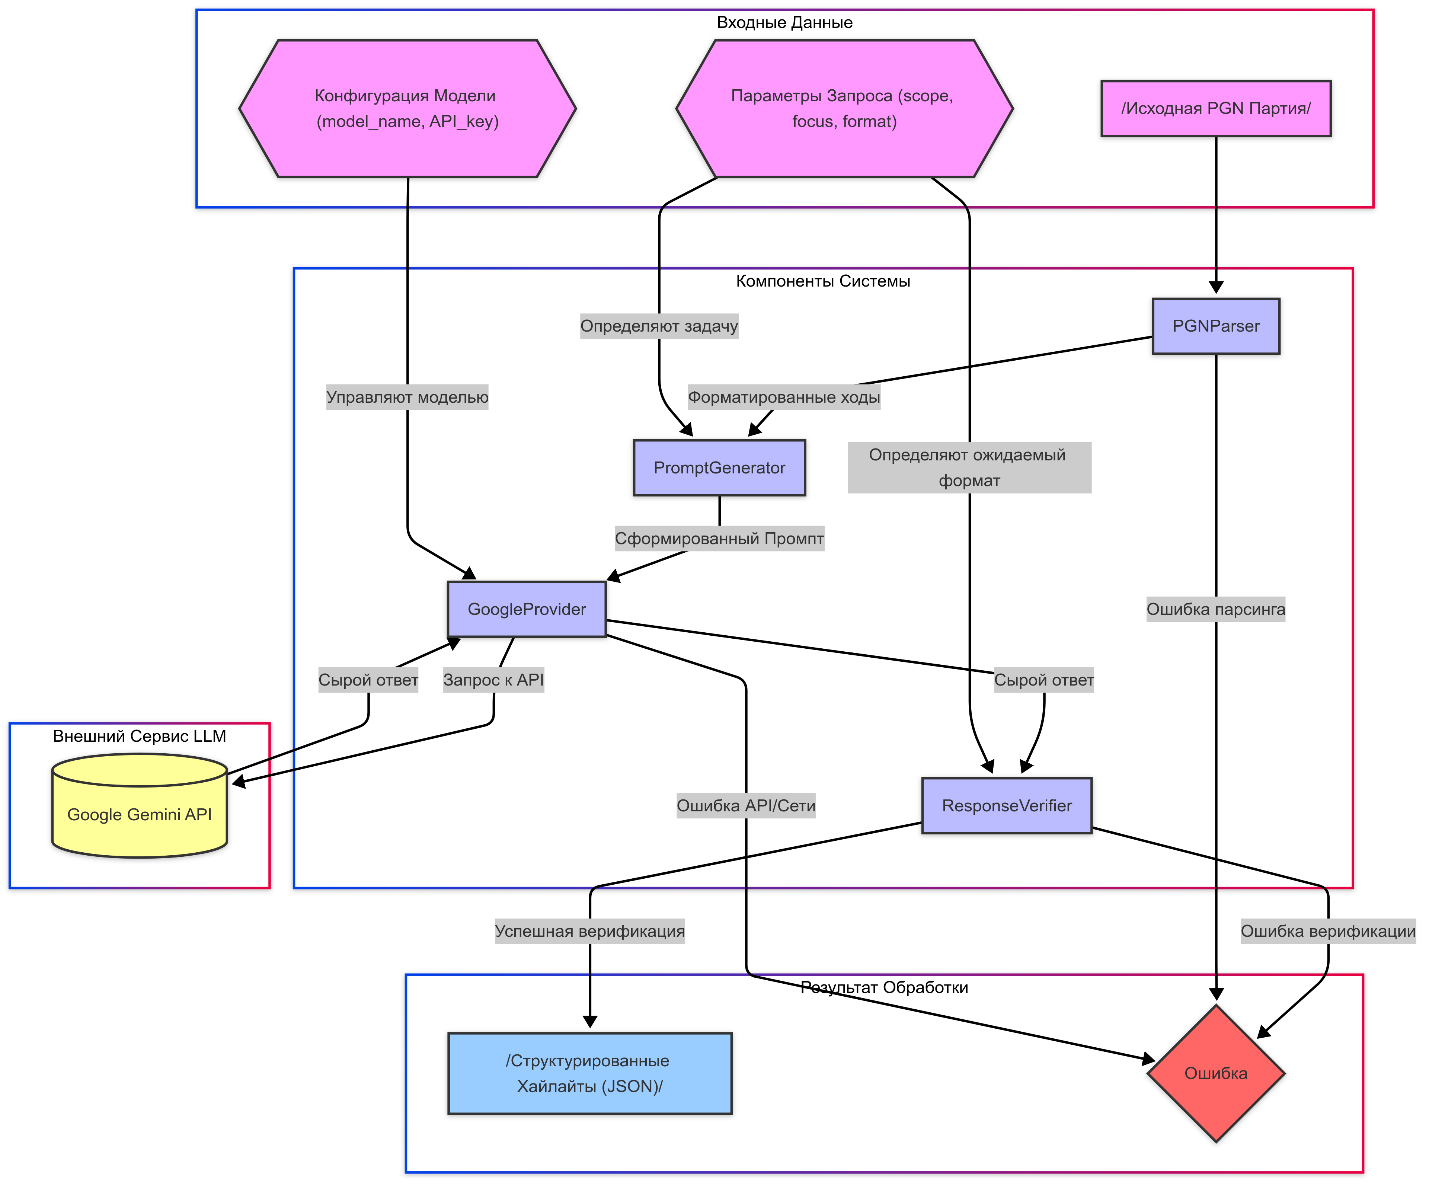 Входные Данные
Конфигурация Модели
(model_name, API_key)
Параметры Запроса (scope,
focus, format)
/Исходная PGN Партия/
Компоненты Системы
PGNParser
Определяют задачу
Управляют моделью
Форматированные ходы
Определяют ожидаемый
формат
PromptGenerator
Сформированный Промпт
GoogleProvider
Ошибка парсинга
Сырой ответ
Запрос к API
Сырой ответ
Внешний Сервис LLM
Google Gemini API
Ошибка API/Сети
ResponseVerifier
Успешная верификация
Ошибка верификации
Результат Обработки
/Структурированные
Хайлайты (JSON)/
Ошибка